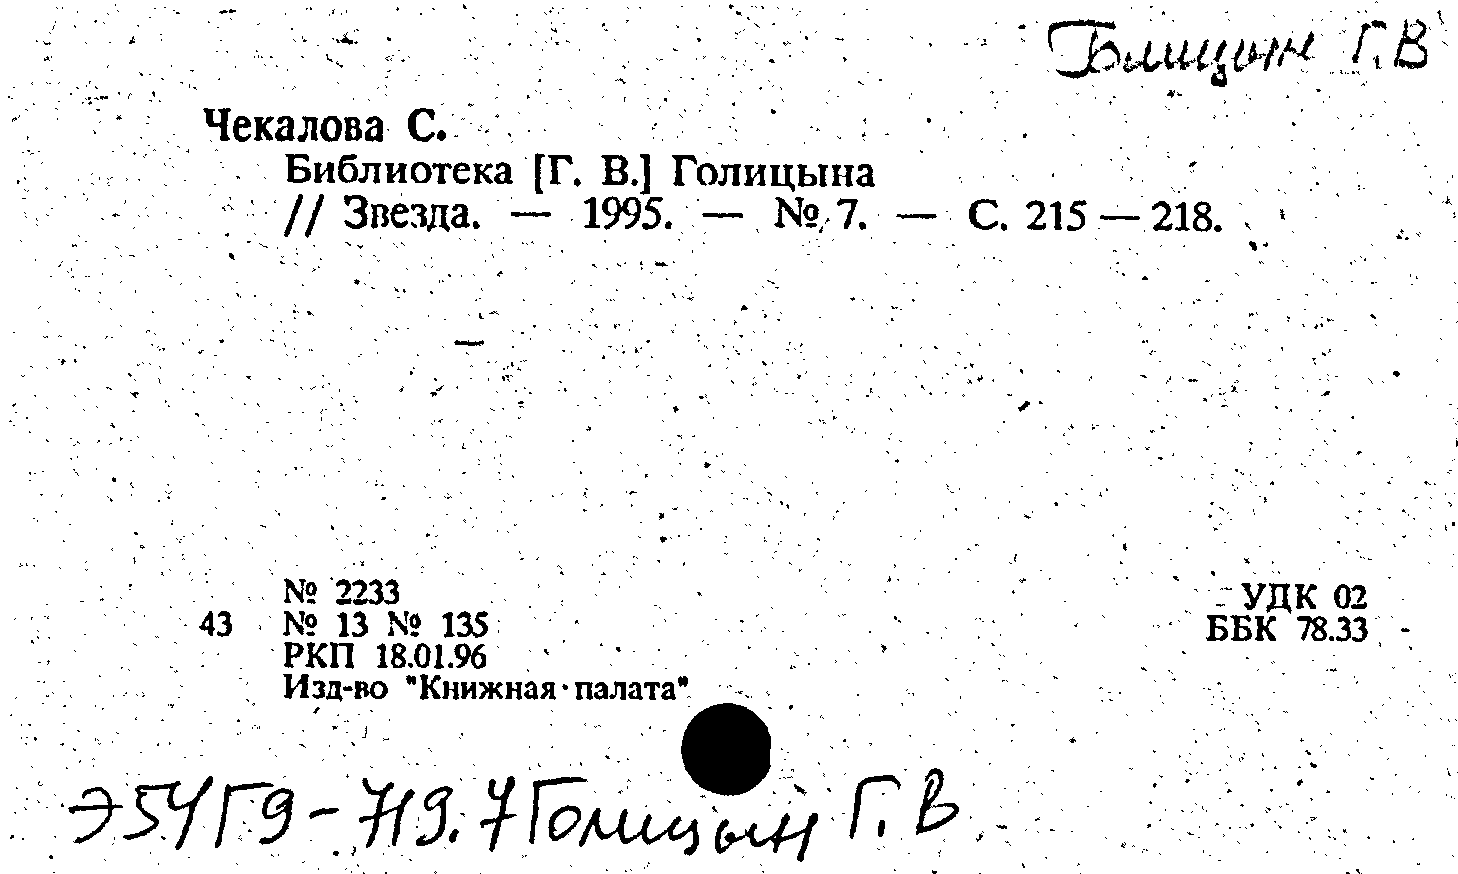 Голицын Г.В
Чекалова С.
Библиотека [Г. В.] Голицына
// Звезда. — 1995. — № 7. — С. 215 — 218.
№ 2233
43 № 13 № 135
РКП 18.01.96
Изд-во "Книжная палата"
УДК 02
ББК 78.33
Э54Г9-719.7 Голицын Г.В